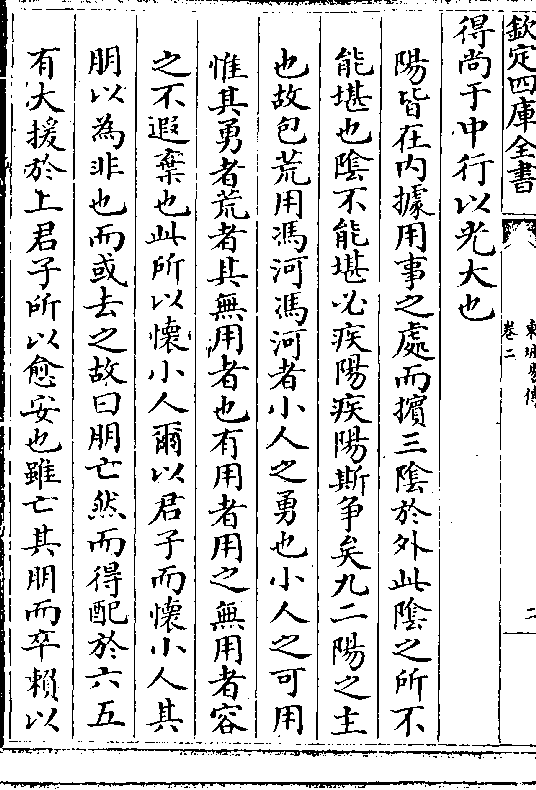 欽定四庫全書
東坡易傳
卷二
得尚于中行以光大也
陽皆在内據用事之處而擯三陰於外此陰之所不
能堪也陰不能堪必疾陽疾陽斯争矣九二陽之主
也故包荒用馮河馮河者小人之勇也小人之可用
惟其勇者荒者其無用者也有用者用之無用者容
之不遐棄也此所以懐小人爾以君子而懐小人其
朋以為非也而或去之故曰朋亡然而得配於六五
有大援於上君子所以愈安也雖亡其朋而卒賴以